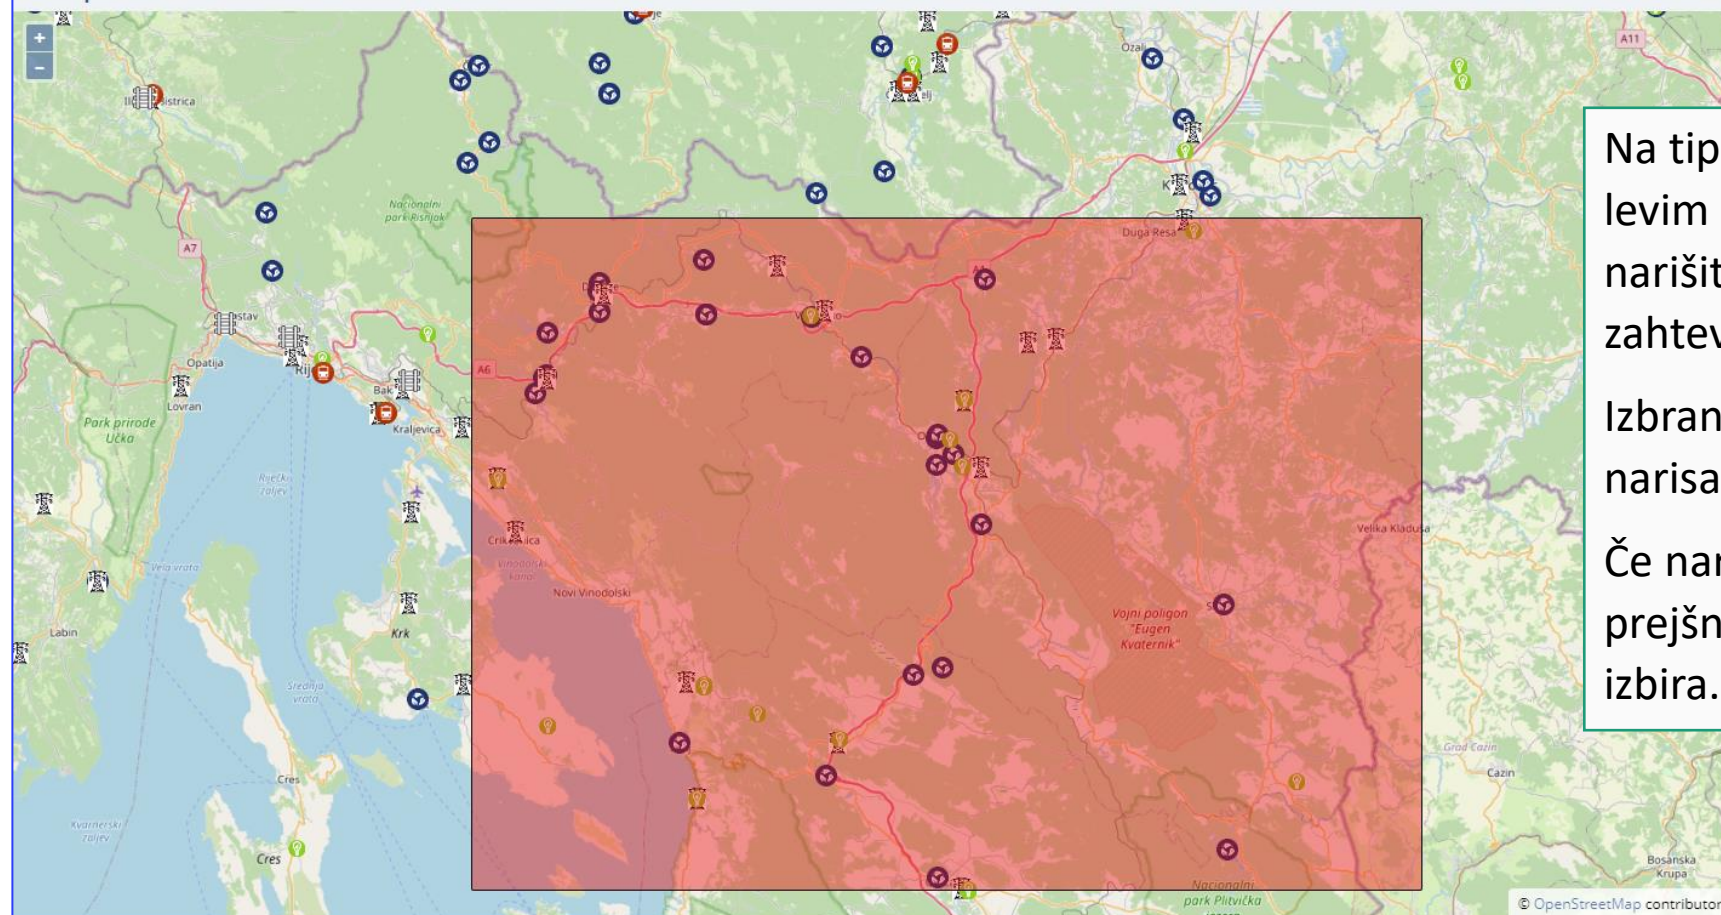 +
-
A11
Ozalj
Nacionalni
park Risnjak
A7
Duga Resa
Opatija
Lovran
A6
Kraljevica
Park prirode
Učka
Riječki
zaljev
Vela vrata
Labin
Krk
Srednja
vrata
Cres
Cres
Kvarnerski
zaljev
Vinodolski
kanal
Novi Vinodolski
Vojni poligon
"Eugen
Kvaternik"
Velika Kladuša
Grad Cazin
Cazin
Bosanska
Krupa
Nacionalni
park Plitvička
© OpenStreetMap contributor
Na tip
levim
narišit
zahtev
Izbran
narisa
Če nar
prejšn
izbira.